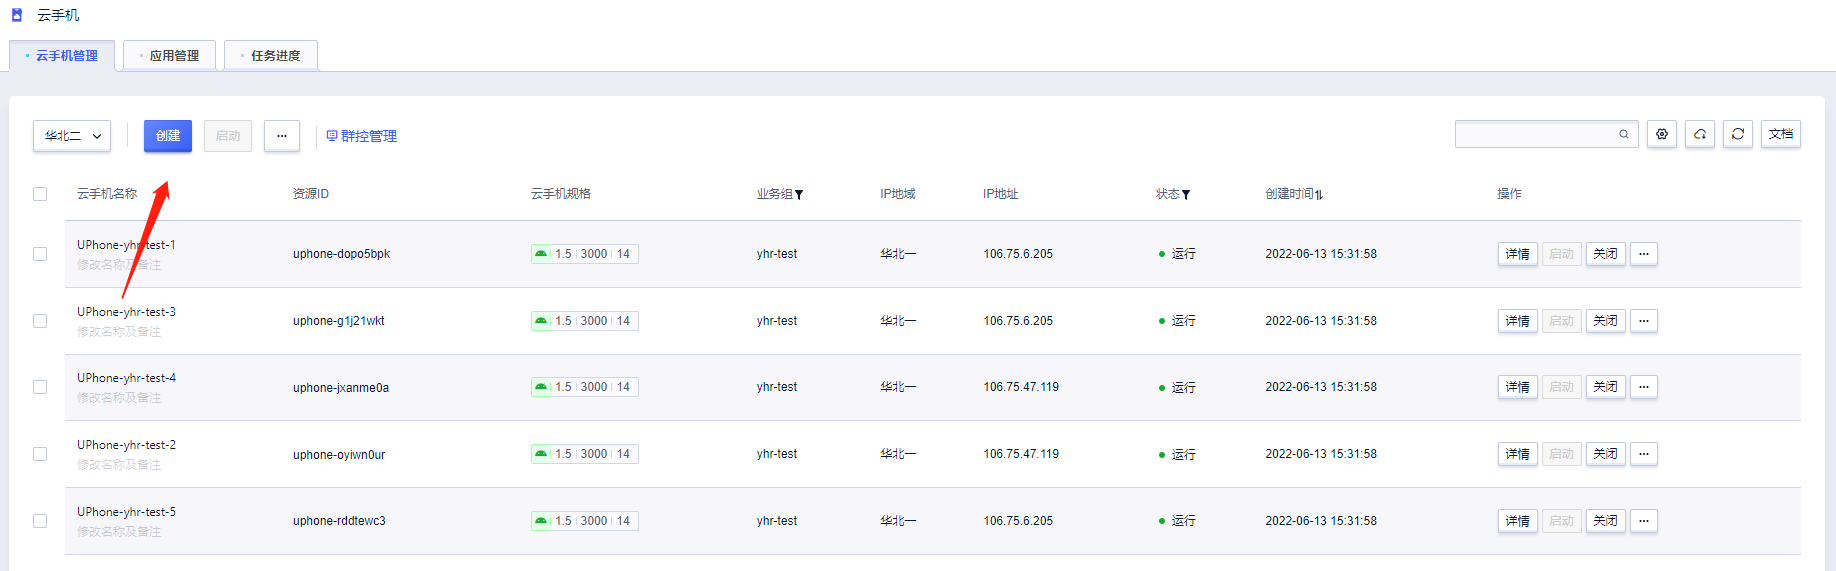 云手机
云手机管理 应用管理 任务进度
华北二 创建 启动 ... 群控管理 文档
云手机名称 资源ID 云手机规格 业务组 IP地域 IP地址 状态 创建时间 操作
UPhone-yhr-test-1
修改名称及备注
uphone-dopo5bpk 1.5 3000 14 yhr-test 华北一 106.75.6.205 运行 2022-06-13 15:31:58 详情 启动 关闭 ...
UPhone-yhr-test-3
修改名称及备注
uphone-g1j21wkt 1.5 3000 14 yhr-test 华北一 106.75.6.205 运行 2022-06-13 15:31:58 详情 启动 关闭 ...
UPhone-yhr-test-4
修改名称及备注
uphone-jxanme0a 1.5 3000 14 yhr-test 华北一 106.75.47.119 运行 2022-06-13 15:31:58 详情 启动 关闭 ...
UPhone-yhr-test-2
修改名称及备注
uphone-oyiwn0ur 1.5 3000 14 yhr-test 华北一 106.75.47.119 运行 2022-06-13 15:31:58 详情 启动 关闭 ...
UPhone-yhr-test-5
修改名称及备注
uphone-rddtewc3 1.5 3000 14 yhr-test 华北一 106.75.6.205 运行 2022-06-13 15:31:58 详情 启动 关闭 ...